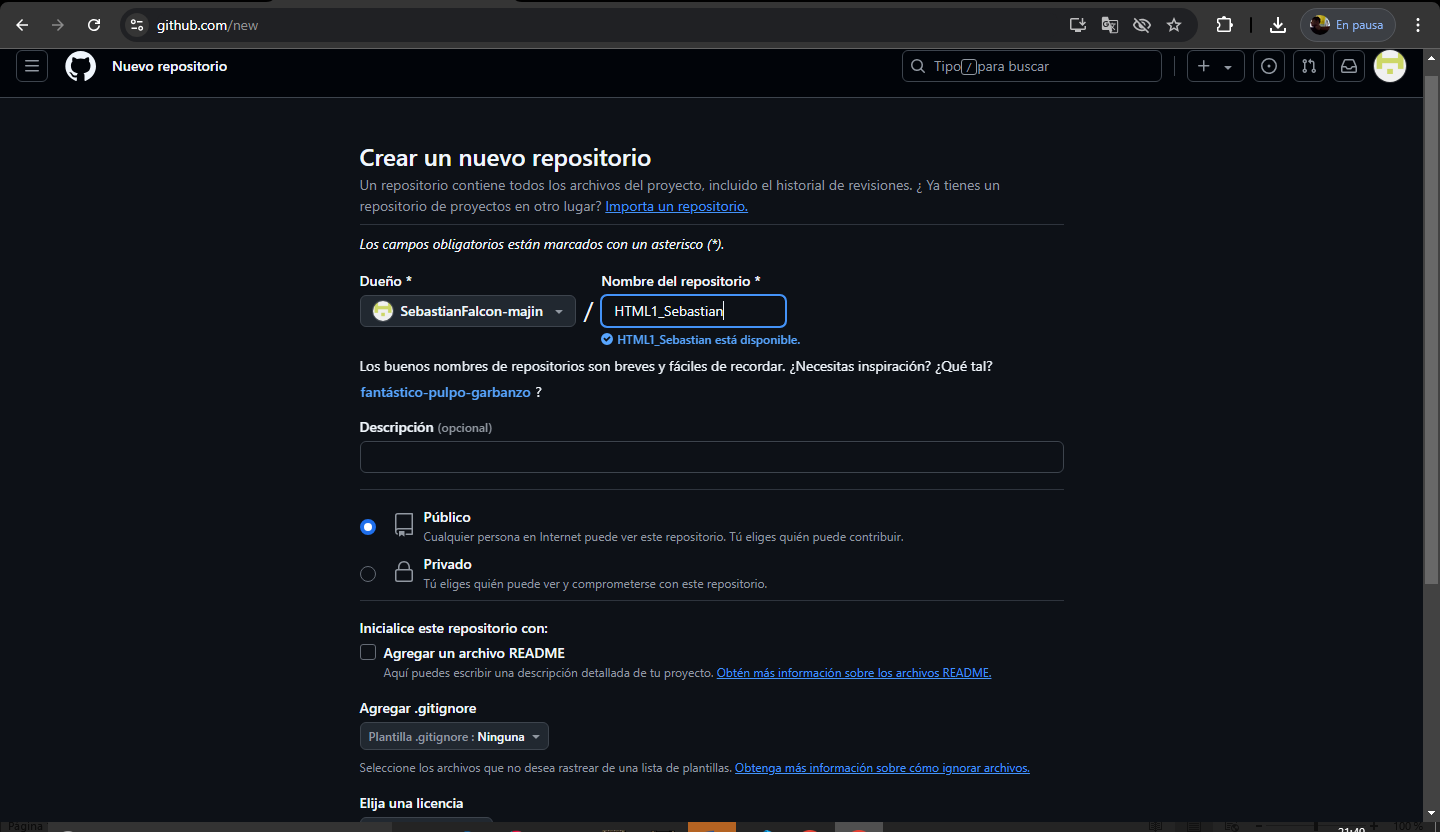 github.com/new
En pausa
Nuevo repositorio
Tipo / para buscar
Crear un nuevo repositorio
Un repositorio contiene todos los archivos del proyecto, incluido el historial de revisiones. ¿ Ya tienes un
repositorio de proyectos en otro lugar? Importa un repositorio.
Los campos obligatorios están marcados con un asterisco (*).
Dueño *
Nombre del repositorio *
SebastianFalcon-majin / HTML1_Sebastian
HTML1_Sebastian está disponible.
Los buenos nombres de repositorios son breves y fáciles de recordar. ¿Necesitas inspiración? ¿Qué tal?
fantástico-pulpo-garbanzo ?
Descripción (opcional)
Público
Cualquier persona en Internet puede ver este repositorio. Tú eliges quién puede contribuir.
Privado
Tú eliges quién puede ver y comprometerse con este repositorio.
Inicialice este repositorio con:
Agregar un archivo README
Aquí puedes escribir una descripción detallada de tu proyecto. Obtén más información sobre los archivos README.
Agregar .gitignore
Plantilla .gitignore : Ninguna
Seleccione los archivos que no desea rastrear de una lista de plantillas. Obtenga más información sobre cómo ignorar archivos.
Elija una licencia
Página